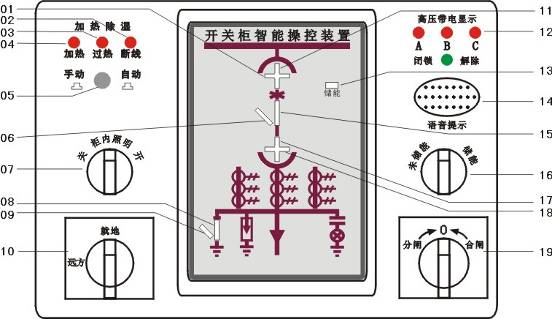 01
02
03
04
05
06
07
08
09
10
加热除湿
加热 过热 断线
手动 自动
关 柜内照明 开
就地
远方
开关柜智能操控装置
储能
高压带电显示
A B C
闭锁 解除
语音提示
未储能 储能
分闸 0 合闸
11
12
13
14
15
16
17
18
19